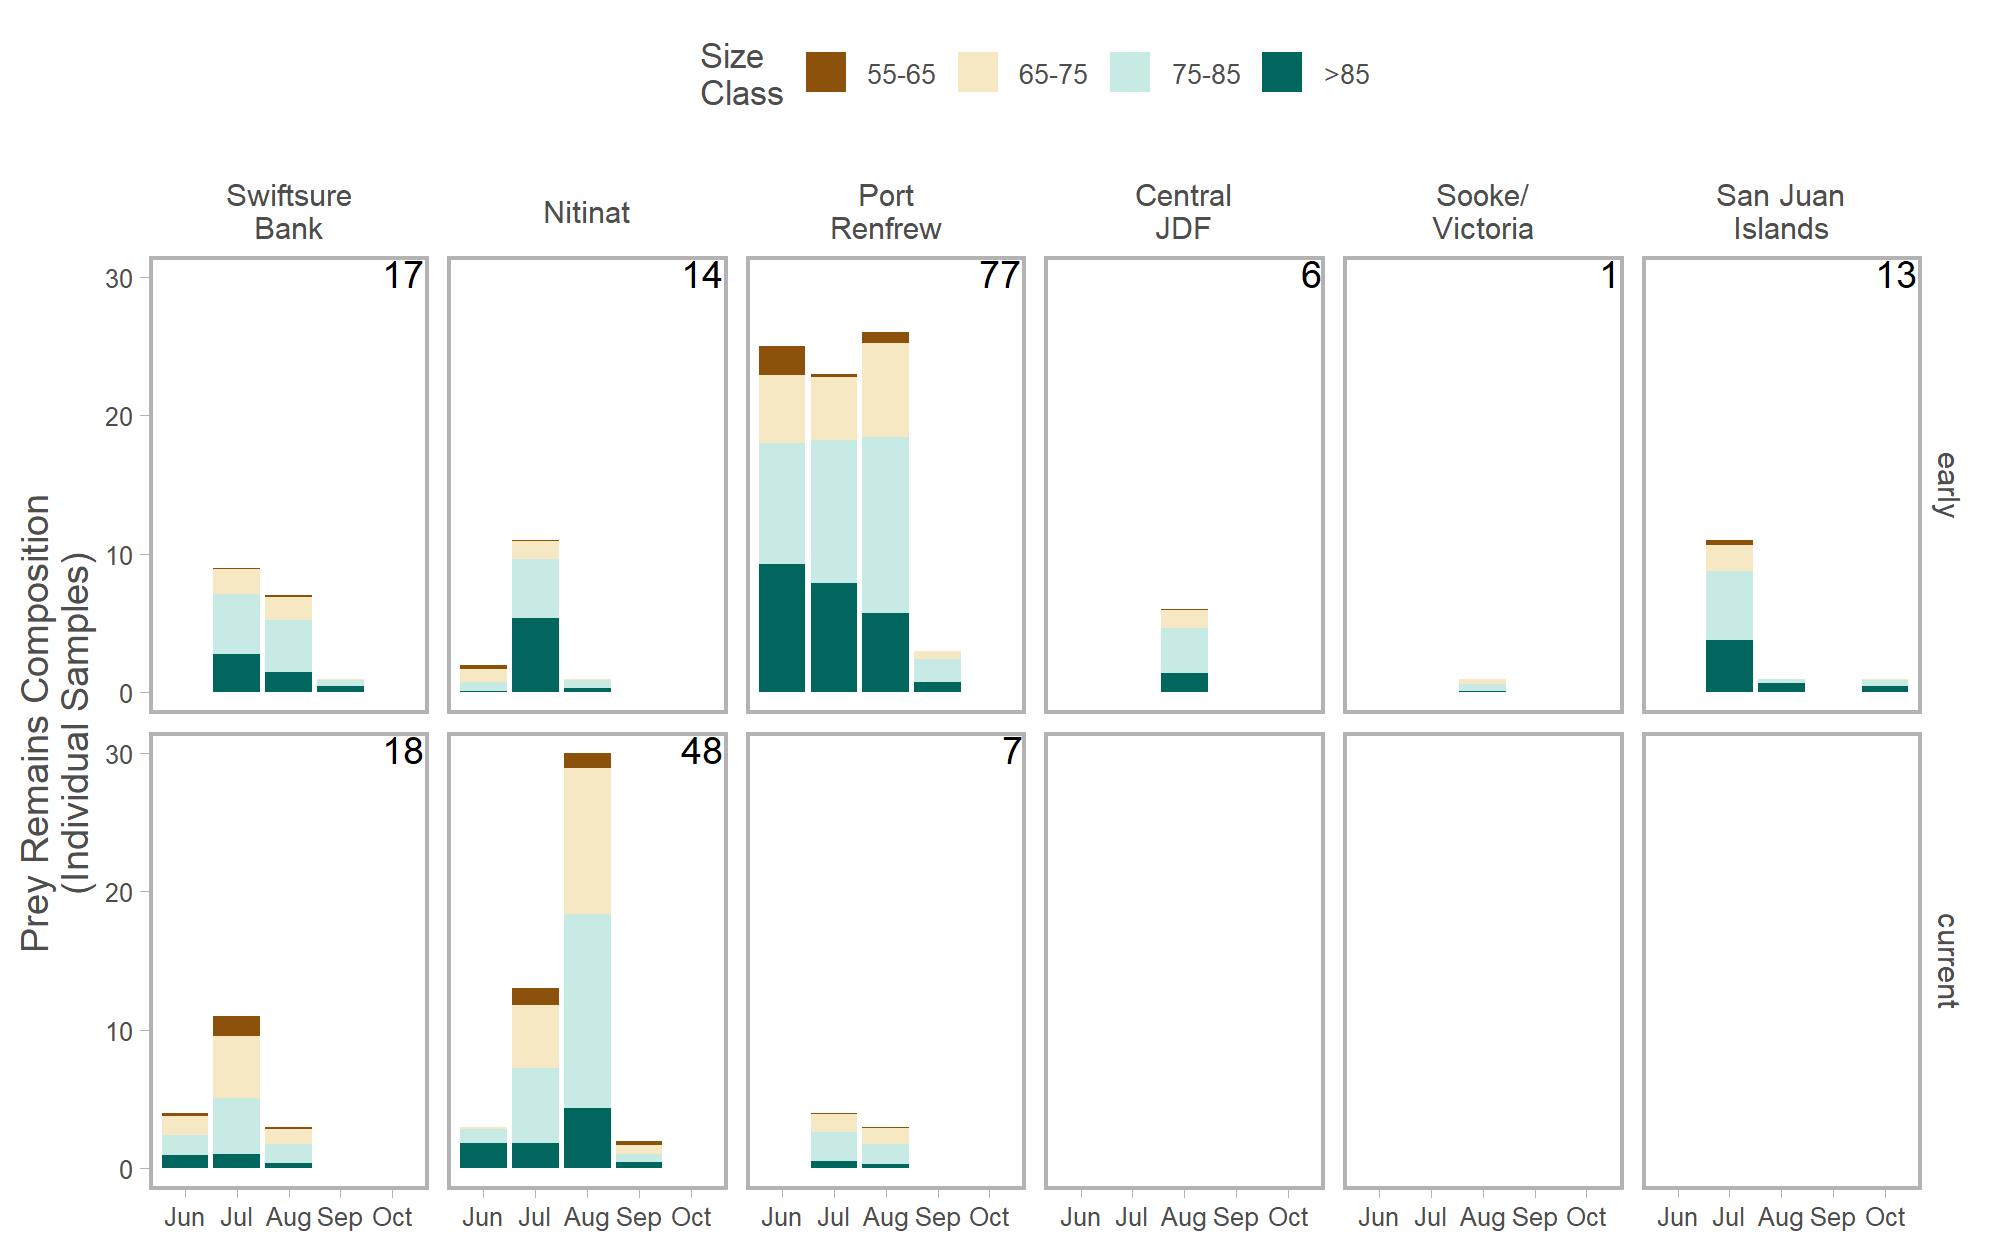 Size
Class
55-65
65-75
75-85
>85
Swiftsure
Bank
Nitinat
Port
Renfrew
Central
JDF
Sooke/
Victoria
San Juan
Islands
17
14
77
6
1
13
30
20
10
0
early
18
48
7
30
20
10
0
current
Prey Remains Composition
(Individual Samples)
Jun Jul Aug Sep Oct
Jun Jul Aug Sep Oct
Jun Jul Aug Sep Oct
Jun Jul Aug Sep Oct
Jun Jul Aug Sep Oct
Jun Jul Aug Sep Oct